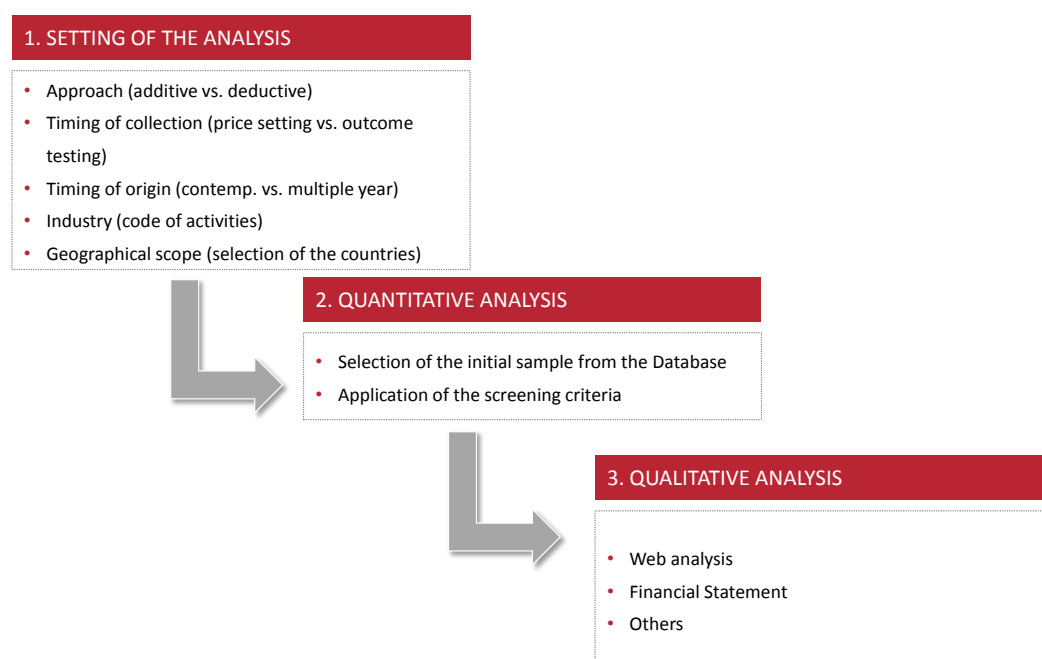 1. SETTING OF THE ANALYSIS
• Approach (additive vs. deductive)
• Timing of collection (price setting vs. outcome
testing)
• Timing of origin (contemp. vs. multiple year)
• Industry (code of activities)
• Geographical scope (selection of the countries)
2. QUANTITATIVE ANALYSIS
• Selection of the initial sample from the Database
• Application of the screening criteria
3. QUALITATIVE ANALYSIS
• Web analysis
• Financial Statement
• Others